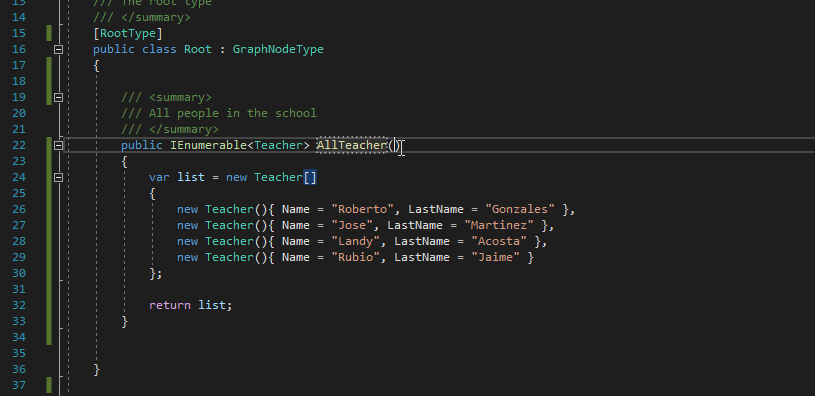 13 /// The root type
14 /// </summary>
15 [RootType]
16 public class Root : GraphNodeType
17 {
18
19 /// <summary>
20 /// All people in the school
21 /// </summary>
22 public IEnumerable<Teacher> AllTeacher()
23 {
24 var list = new Teacher[]
25 {
26 new Teacher(){ Name = "Roberto", LastName = "Gonzales" },
27 new Teacher(){ Name = "Jose", LastName = "Martinez" },
28 new Teacher(){ Name = "Landy", LastName = "Acosta" },
29 new Teacher(){ Name = "Rubio", LastName = "Jaime" }
30 };
31
32 return list;
33 }
34
35
36 }
37